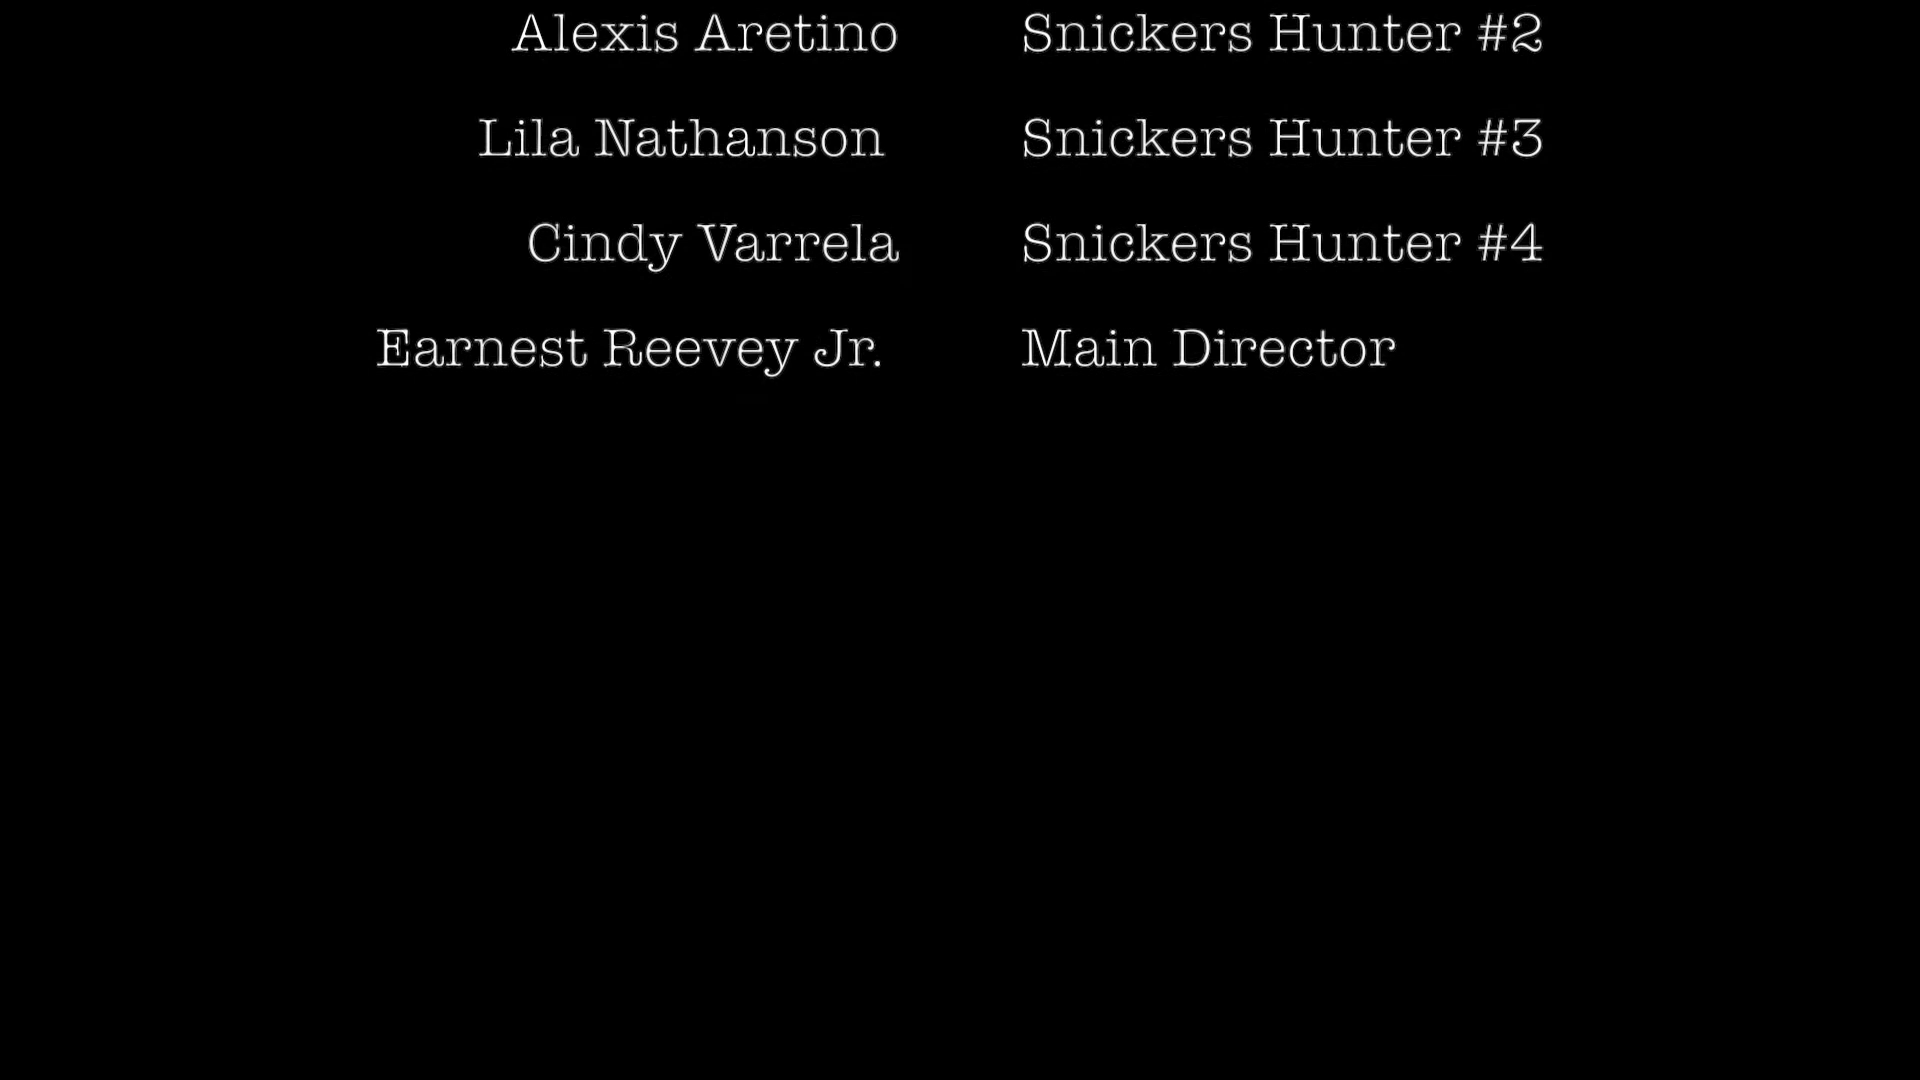 Alexis Aretino Snickers Hunter #2
Lila Nathanson Snickers Hunter #3
Cindy Varrela Snickers Hunter #4
Earnest Reevey Jr. Main Director